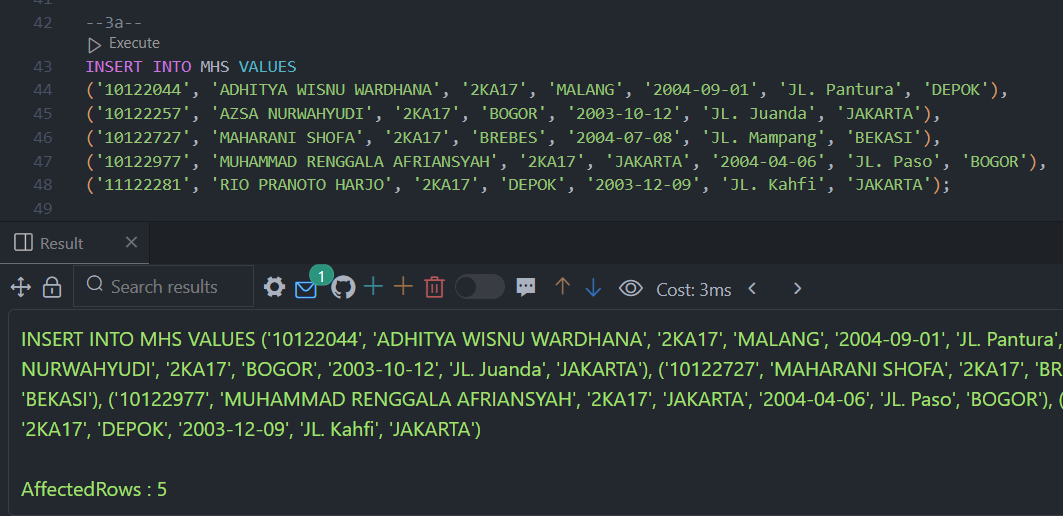 42 --3a--
Execute
43 INSERT INTO MHS VALUES
44 ('10122044', 'ADHITYA WISNU WARDHANA', '2KA17', 'MALANG', '2004-09-01', 'JL. Pantura', 'DEPOK'),
45 ('10122257', 'AZSA NURWAHYUDI', '2KA17', 'BOGOR', '2003-10-12', 'JL. Juanda', 'JAKARTA'),
46 ('10122727', 'MAHARANI SHOFA', '2KA17', 'BREBES', '2004-07-08', 'JL. Mampang', 'BEKASI'),
47 ('10122977', 'MUHAMMAD RENGGALA AFRIANSYAH', '2KA17', 'JAKARTA', '2004-04-06', 'JL. Paso', 'BOGOR'),
48 ('11122281', 'RIO PRANOTO HARJO', '2KA17', 'DEPOK', '2003-12-09', 'JL. Kahfi', 'JAKARTA');
49
Result
Search results 1 Cost: 3ms
INSERT INTO MHS VALUES ('10122044', 'ADHITYA WISNU WARDHANA', '2KA17', 'MALANG', '2004-09-01', 'JL. Pantura',
NURWAHYUDI', '2KA17', 'BOGOR', '2003-10-12', 'JL. Juanda', 'JAKARTA'), ('10122727', 'MAHARANI SHOFA', '2KA17', 'BR
'BEKASI'), ('10122977', 'MUHAMMAD RENGGALA AFRIANSYAH', '2KA17', 'JAKARTA', '2004-04-06', 'JL. Paso', 'BOGOR'), (
'2KA17', 'DEPOK', '2003-12-09', 'JL. Kahfi', 'JAKARTA')
AffectedRows : 5